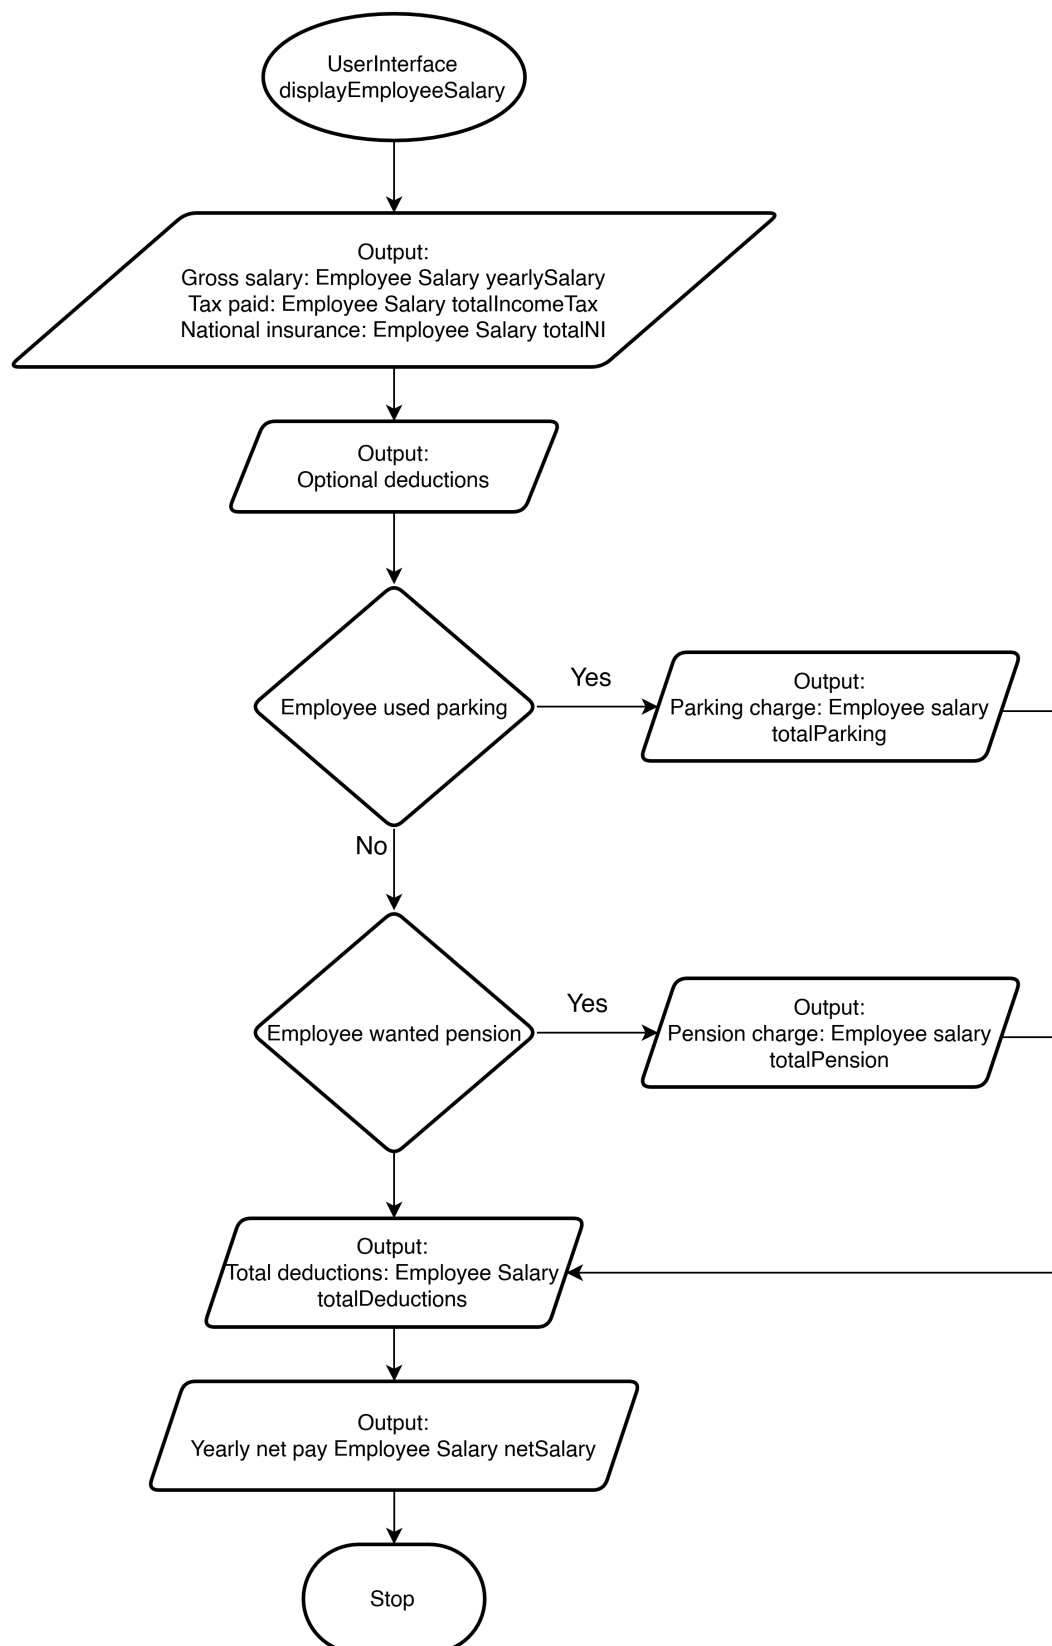 UserInterface
displayEmployeeSalary
Output:
Gross salary: Employee Salary yearlySalary
Tax paid: Employee Salary totalIncomeTax
National insurance: Employee Salary totalNI
Output:
Optional deductions
Employee used parking
Yes
Output:
Parking charge: Employee salary
totalParking
No
Employee wanted pension
Yes
Output:
Pension charge: Employee salary
totalPension
Output:
Total deductions: Employee Salary
totalDeductions
Output:
Yearly net pay Employee Salary netSalary
Stop